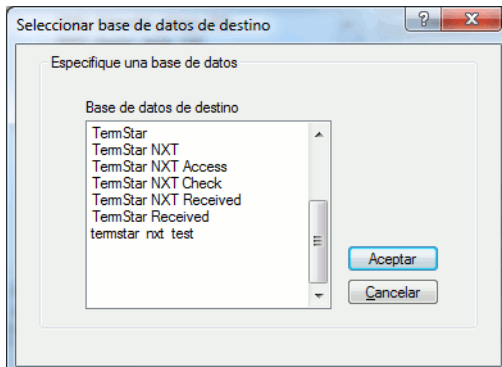 Seleccionar base de datos de destino
Especifique una base de datos
Base de datos de destino
TermStar
TermStar NXT
TermStar NXT Access
TermStar NXT Check
TermStar NXT Received
TermStar Received
termstar nxt test
Aceptar
Cancelar